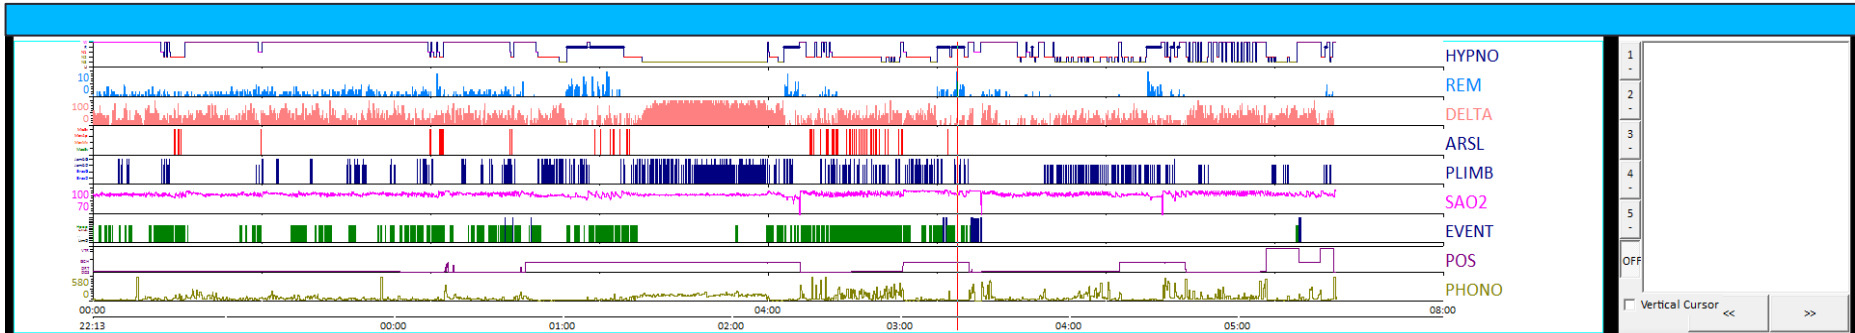 HYPNO
10
0
REM
100
0
DELTA
ARSL
PLIMB
100
70
SAO2
EVENT
POS
580
0
PHONO
00:00 04:00 08:00
22:13 00:00 01:00 02:00 03:00 04:00 05:00
1
-
2
-
3
-
4
-
5
-
OFF
Vertical Cursor
<< >>